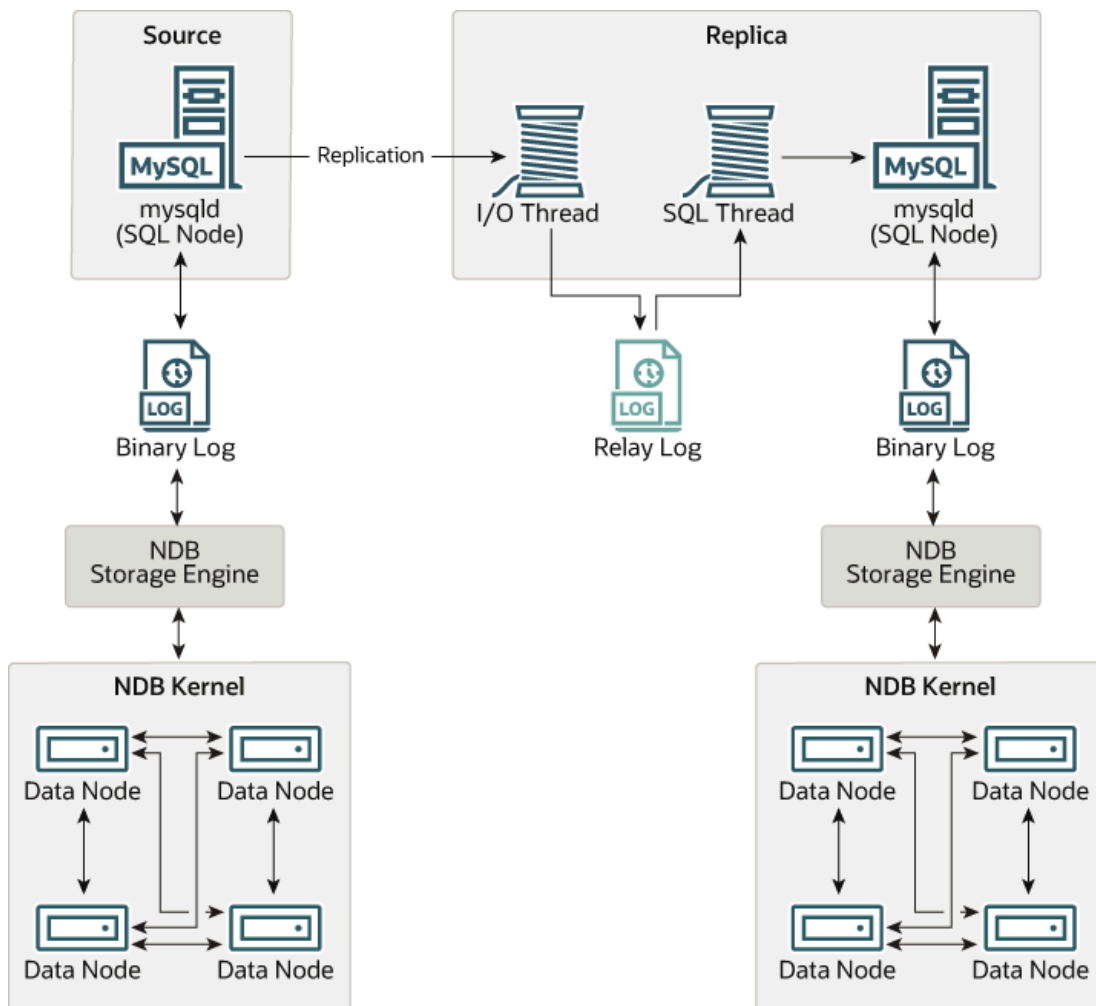 Source
Replica
MySQL
mysqld
(SQL Node)
Replication
I/O Thread
SQL Thread
MySQL
mysqld
(SQL Node)
LOG
Binary Log
LOG
Relay Log
LOG
Binary Log
NDB
Storage Engine
NDB
Storage Engine
NDB Kernel
Data Node
Data Node
Data Node
Data Node
NDB Kernel
Data Node
Data Node
Data Node
Data Node